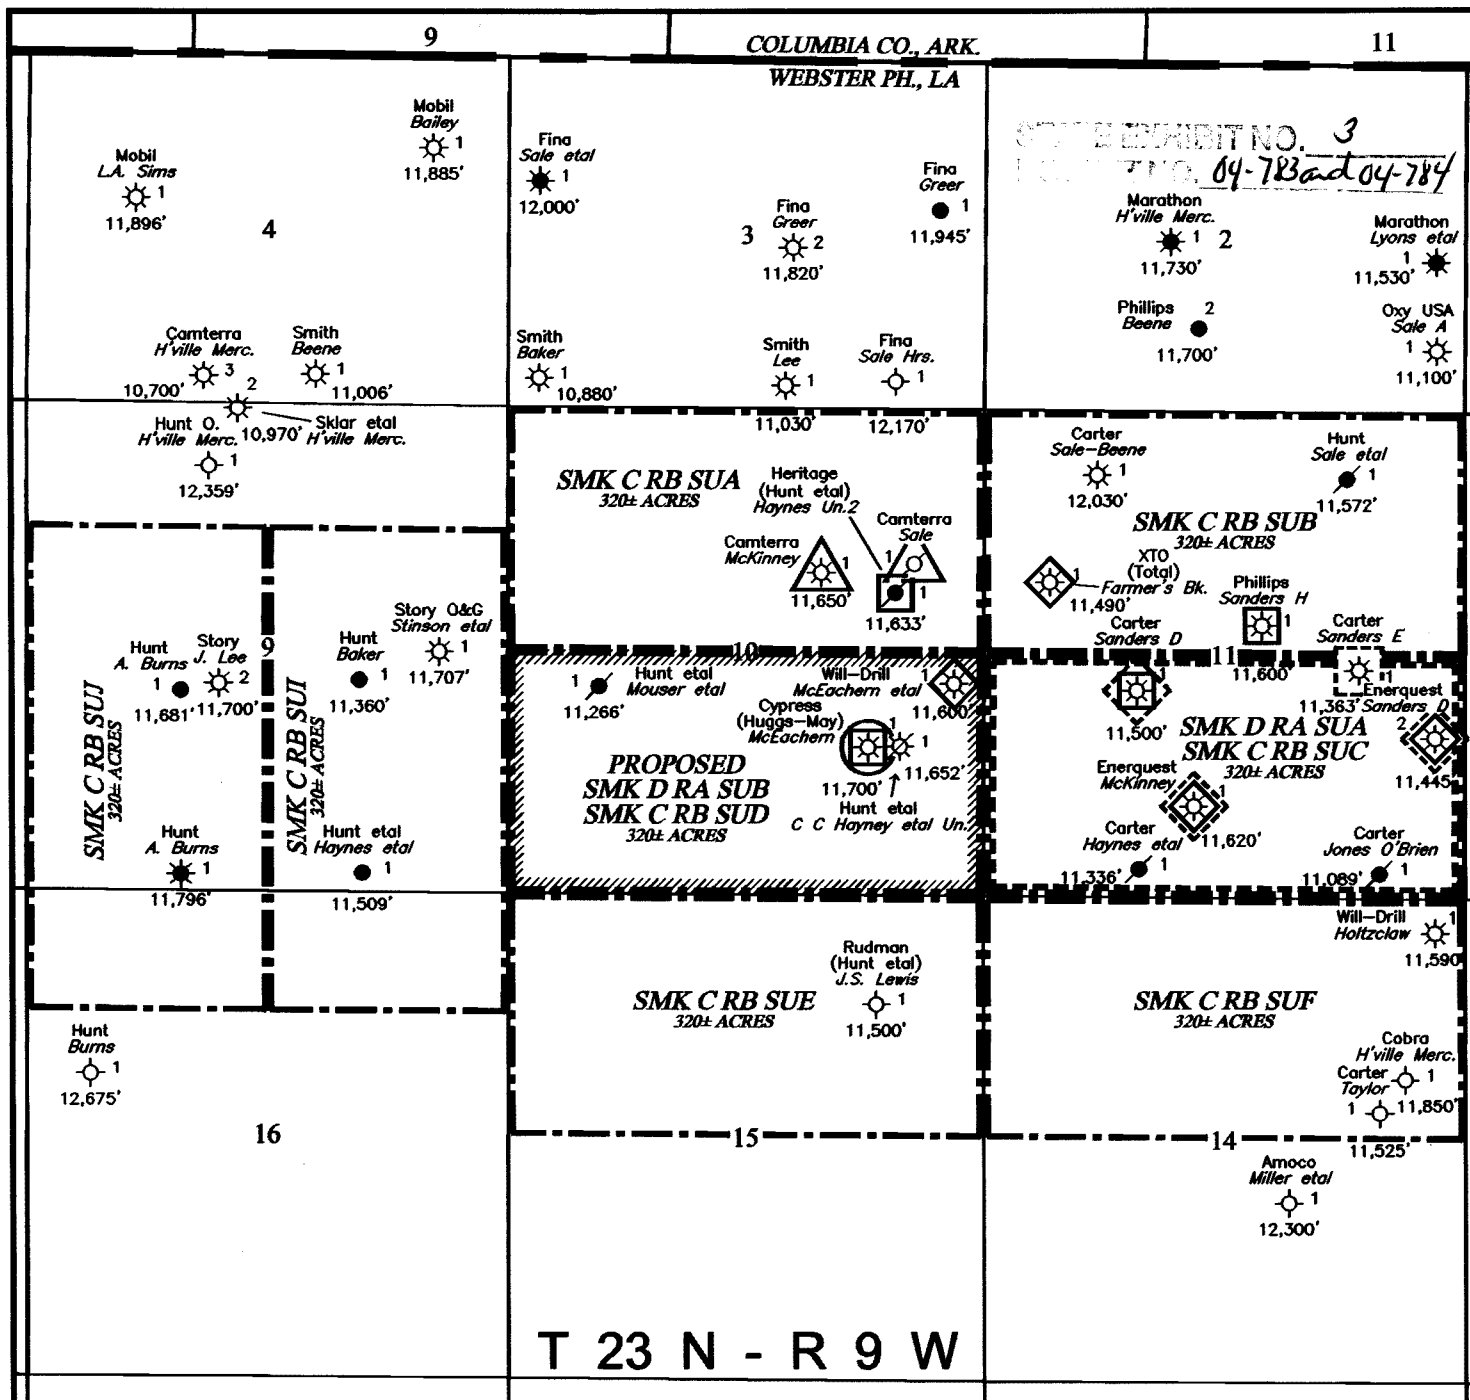 9
COLUMBIA CO., ARK.
11
WEBSTER PH., LA
EXHIBIT NO. 3
NO. 04-783 and 04-784
Mobil
Bailey
1
11,885'
Mobil
L.A. Sims
1
11,896'
4
Fina
Sale etal
1
12,000'
Fina
Greer
2
11,820'
3
Fina
Greer
1
11,945'
Marathon
H'ville Merc.
1
2
11,730'
Marathon
Lyons etal
1
11,530'
Phillips
Beene
2
11,700'
Oxy USA
Sale A
1
11,100'
Camterra
H'ville Merc.
3
10,700'
Smith
Beene
1
11,006'
2
10,970'
Sklar etal
H'ville Merc.
Hunt O.
H'ville Merc.
1
12,359'
Smith
Baker
1
10,880'
Smith
Lee
1
11,030'
Fina
Sale Hrs.
1
12,170'
SMK C RB SUA
320± ACRES
Heritage
(Hunt etal)
Haynes Un.2
1
11,633'
Camterra
Sale
1
Camterra
McKinney
1
11,650'
Carter
Sale-Beene
1
12,030'
Hunt
Sale etal
1
11,572'
SMK C RB SUB
320± ACRES
XTO
(Total)
Farmer's Bk.
1
11,490'
Phillips
Sanders H
1
11,600'
Carter
Sanders D
1
11,500'
Carter
Sanders E
1
11,363'
Enerquest
Sanders D
2
11,445'
9
SMK C RB SUJ
320± ACRES
Hunt
A. Burns
1
11,681'
Story
J. Lee
2
11,700'
Hunt
A. Burns
1
11,796'
SMK C RB SUI
320± ACRES
Hunt
Baker
1
11,360'
Story O&G
Stinson etal
1
11,707'
Hunt etal
Haynes etal
1
11,509'
10
Hunt etal
Mouser etal
1
11,266'
Will-Drill
McEachern etal
1
11,600'
Cypress
(Huggs-May)
McEachern
1
11,700'
1
11,652'
Hunt etal
C C Hayney etal Un.
PROPOSED
SMK D RA SUB
SMK C RB SUD
320± ACRES
11
SMK D RA SUA
SMK C RB SUC
320± ACRES
Enerquest
McKinney
1
11,620'
Carter
Haynes etal
1
11,336'
Carter
Jones O'Brien
1
11,089'
Will-Drill
Holtzclaw
1
11,590'
Rudman
(Hunt etal)
J.S. Lewis
1
11,500'
SMK C RB SUE
320± ACRES
SMK C RB SUF
320± ACRES
Hunt
Burns
1
12,675'
16
15
14
Cobra
H'ville Merc.
1
11,850'
Carter
Taylor
1
11,525'
Amoco
Miller etal
1
12,300'
T 23 N - R 9 W